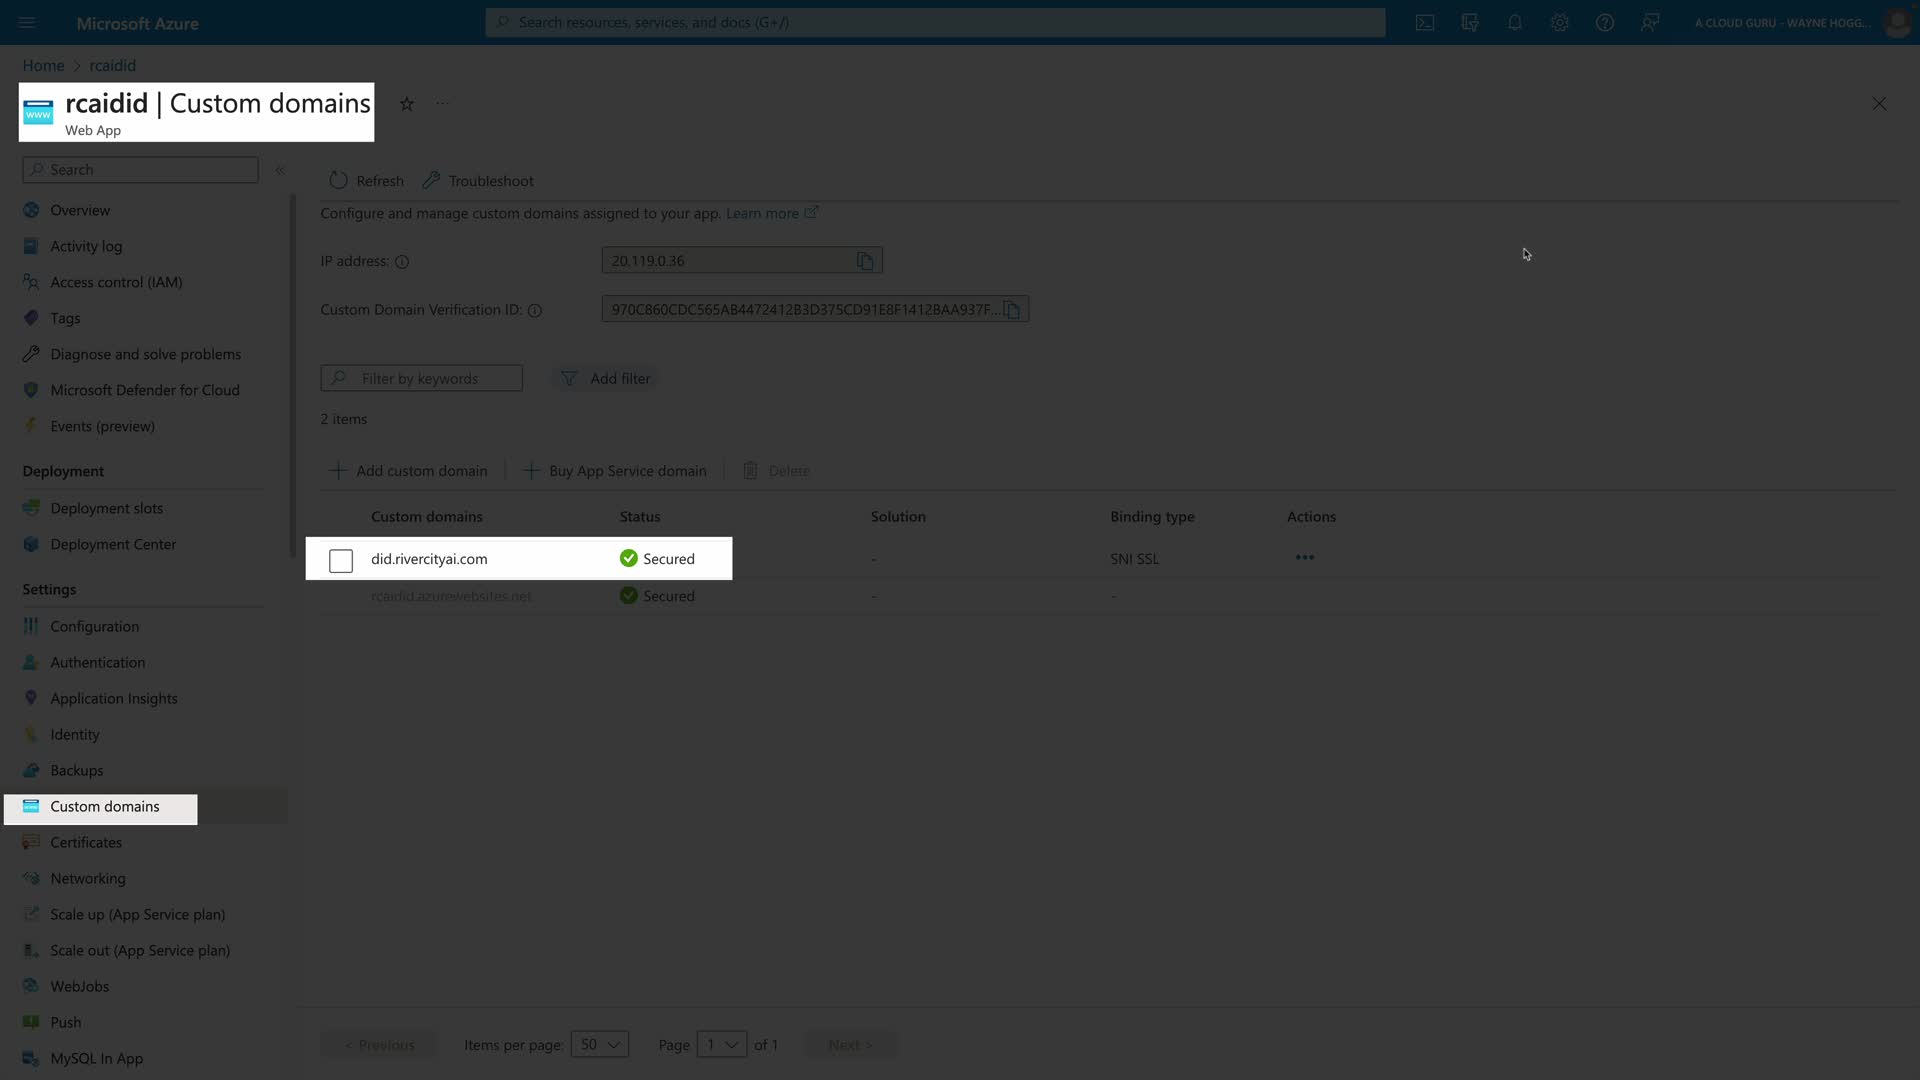 Microsoft Azure
Search resources, services, and docs (G+/)
A CLOUD GURU - WAYNE HOGG...
Home > rcaidid
rcaidid | Custom domains
Web App
Search
Overview
Activity log
Access control (IAM)
Tags
Diagnose and solve problems
Microsoft Defender for Cloud
Events (preview)
Deployment
Deployment slots
Deployment Center
Settings
Configuration
Authentication
Application Insights
Identity
Backups
Custom domains
Certificates
Networking
Scale up (App Service plan)
Scale out (App Service plan)
WebJobs
Push
MySQL In App
Refresh
Troubleshoot
Configure and manage custom domains assigned to your app. Learn more
IP address:
20.119.0.36
Custom Domain Verification ID:
970C860CDC565AB4472412B3D375CD91E8F1412BAA937F...
Filter by keywords
Add filter
2 items
Add custom domain
Buy App Service domain
Delete
Custom domains Status Solution Binding type Actions
did.rivercityai.com Secured - SNI SSL •••
rcaidid.azurewebsites.net Secured - -
< Previous
Items per page: 50
Page 1 of 1
Next >
www